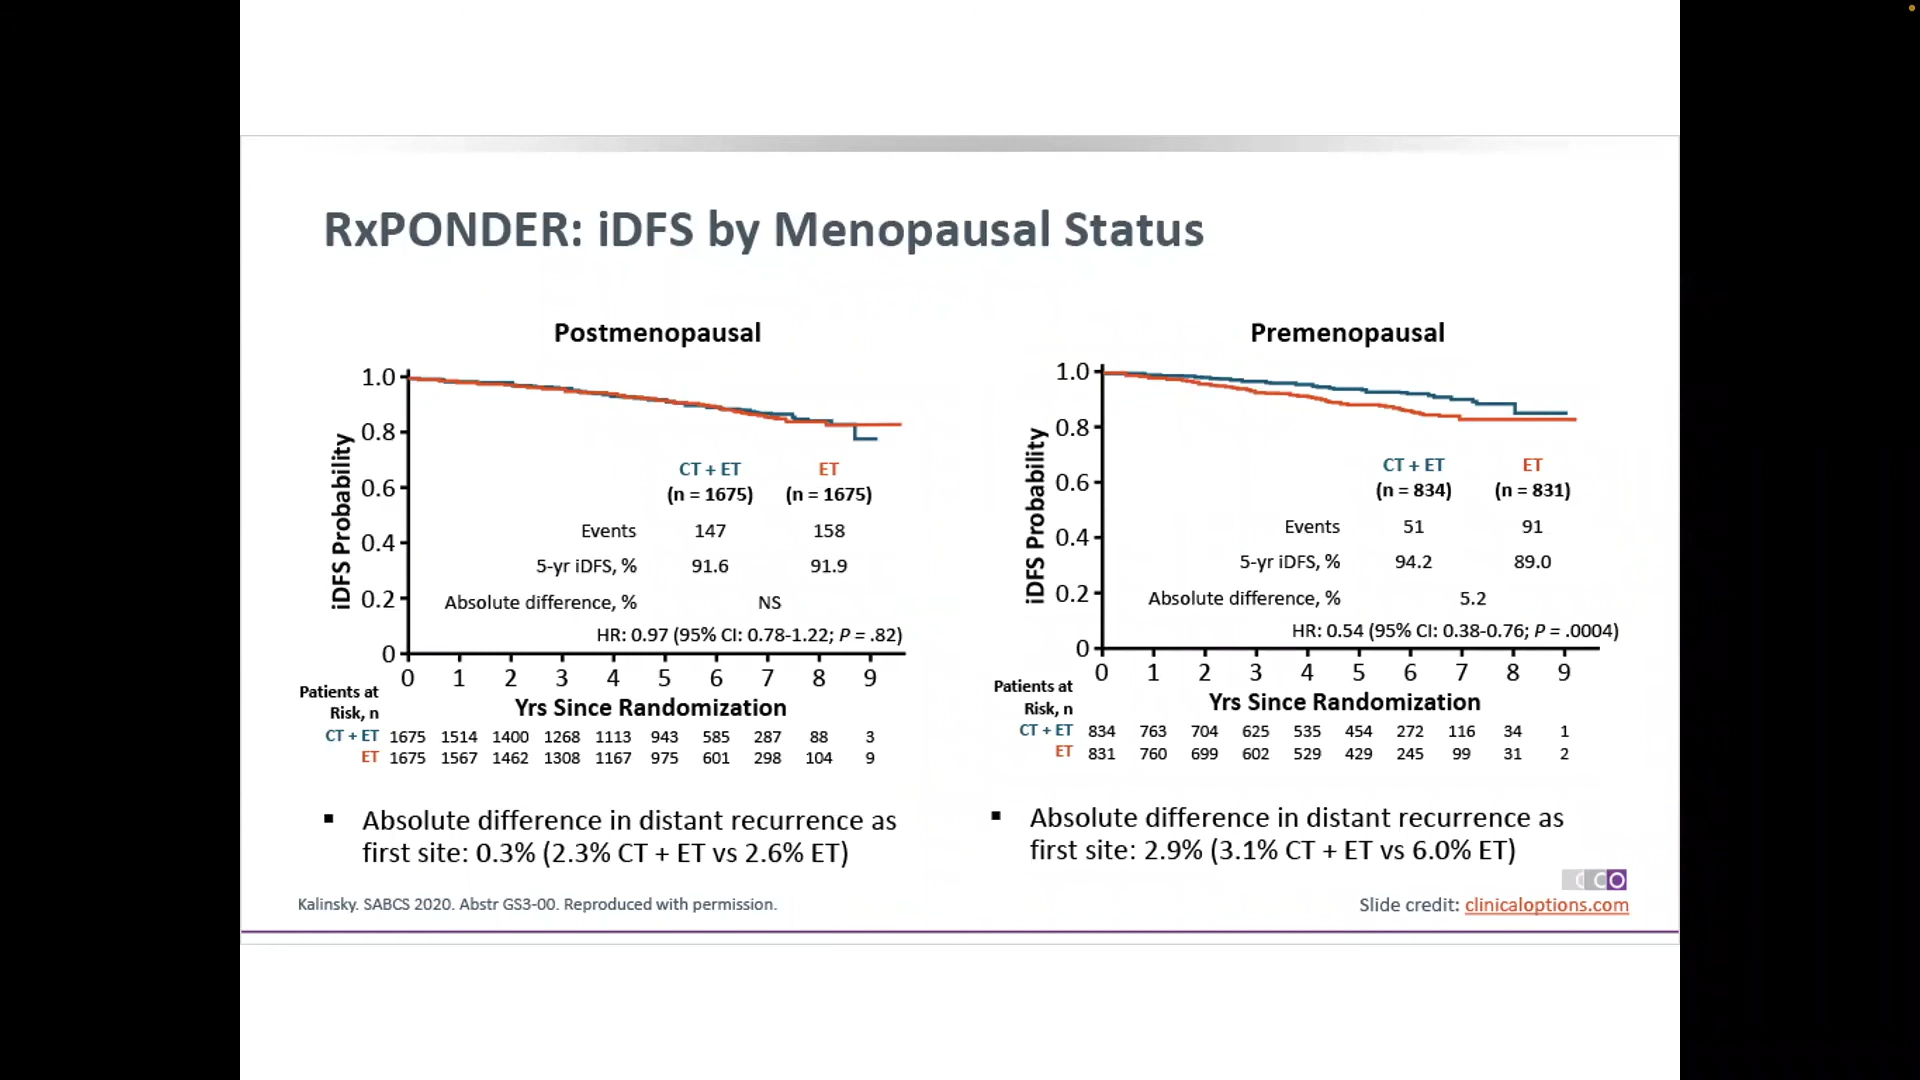 RxPONDER: iDFS by Menopausal Status
Postmenopausal
iDFS Probability
1.0
0.8
0.6
0.4
0.2
0
CT + ET ET
(n = 1675) (n = 1675)
Events 147 158
5-yr iDFS, % 91.6 91.9
Absolute difference, % NS
HR: 0.97 (95% CI: 0.78-1.22; P = .82)
0 1 2 3 4 5 6 7 8 9
Yrs Since Randomization
Patients at
Risk, n
CT + ET 1675 1514 1400 1268 1113 943 585 287 88 3
ET 1675 1567 1462 1308 1167 975 601 298 104 9
▪ Absolute difference in distant recurrence as
first site: 0.3% (2.3% CT + ET vs 2.6% ET)
Premenopausal
iDFS Probability
1.0
0.8
0.6
0.4
0.2
0
CT + ET ET
(n = 834) (n = 831)
Events 51 91
5-yr iDFS, % 94.2 89.0
Absolute difference, % 5.2
HR: 0.54 (95% CI: 0.38-0.76; P = .0004)
0 1 2 3 4 5 6 7 8 9
Yrs Since Randomization
Patients at
Risk, n
CT + ET 834 763 704 625 535 454 272 116 34 1
ET 831 760 699 602 529 429 245 99 31 2
▪ Absolute difference in distant recurrence as
first site: 2.9% (3.1% CT + ET vs 6.0% ET)
CCO
Kalinsky. SABCS 2020. Abstr GS3-00. Reproduced with permission.
Slide credit: clinicaloptions.com